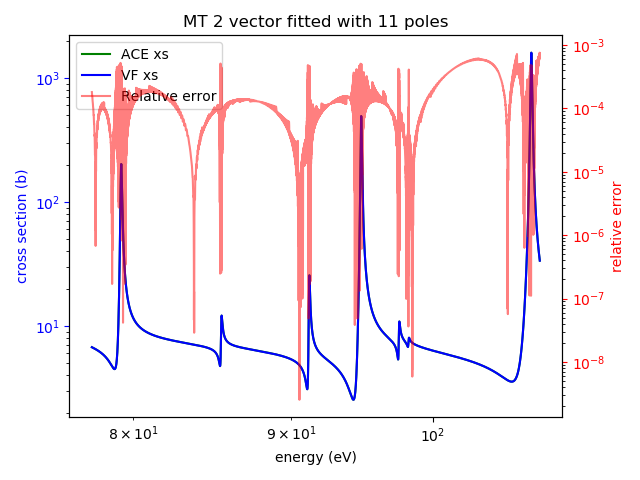 MT 2 vector fitted with 11 poles
ACE xs
VF xs
Relative error
cross section (b)
10³
10²
10¹
relative error
10⁻³
10⁻⁴
10⁻⁵
10⁻⁶
10⁻⁷
10⁻⁸
8 × 10¹ 9 × 10¹ 10²
energy (eV)